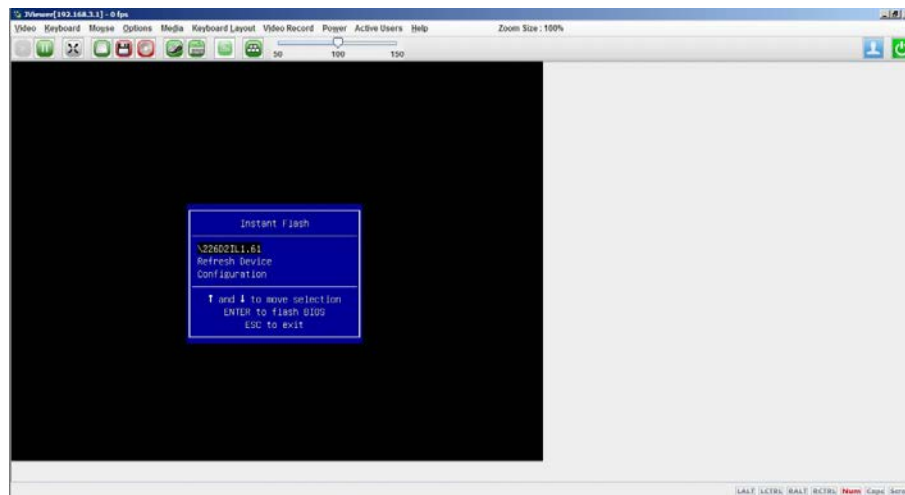 JViewer[192.168.3.1] - 0 fps
Video Keyboard Mouse Options Media Keyboard Layout Video Record Power Active Users Help Zoom Size : 100%
50 100 150
Instant Flash
\226D2IL1.61
Refresh Device
Configuration
↑ and ↓ to move selection
ENTER to flash BIOS
ESC to exit
LALT LCTRL RALT RCTRL Num Caps Scro